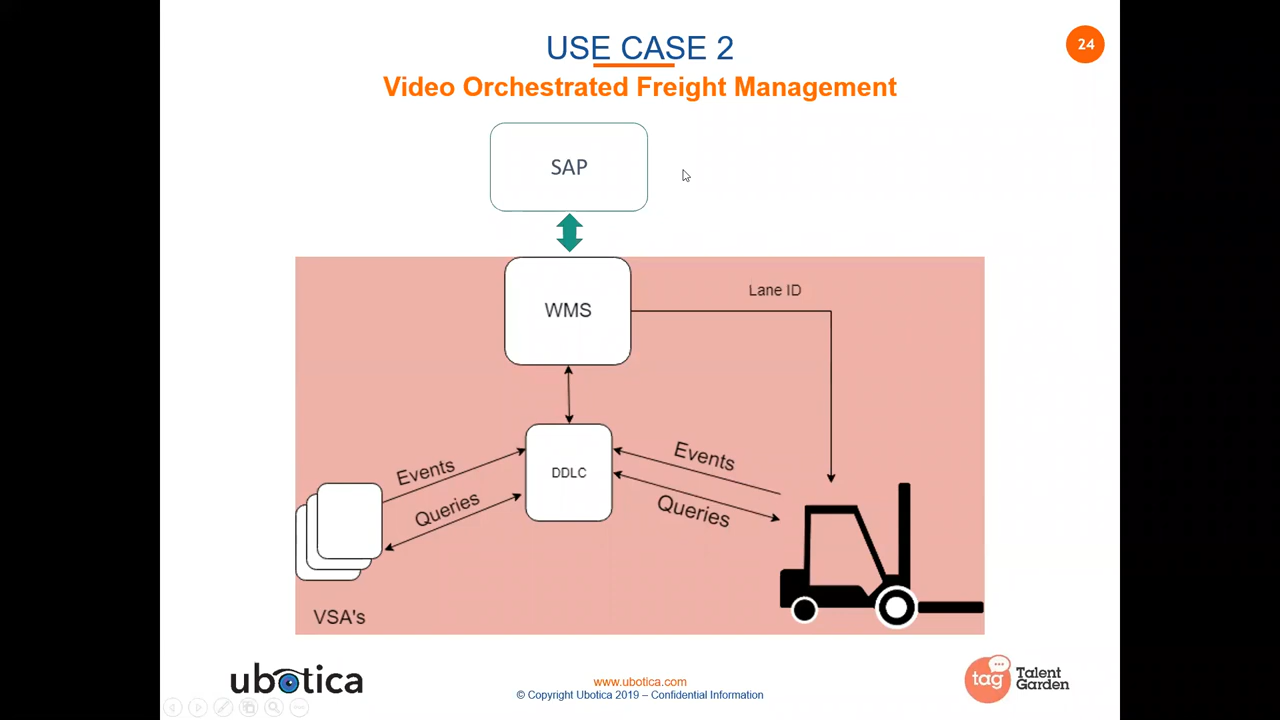 USE CASE 2
24
Video Orchestrated Freight Management
SAP
WMS
Lane ID
Events
Queries
DDLC
Events
Queries
VSA's
ubotica
www.ubotica.com
© Copyright Ubotica 2019 – Confidential Information
tag
Talent
Garden